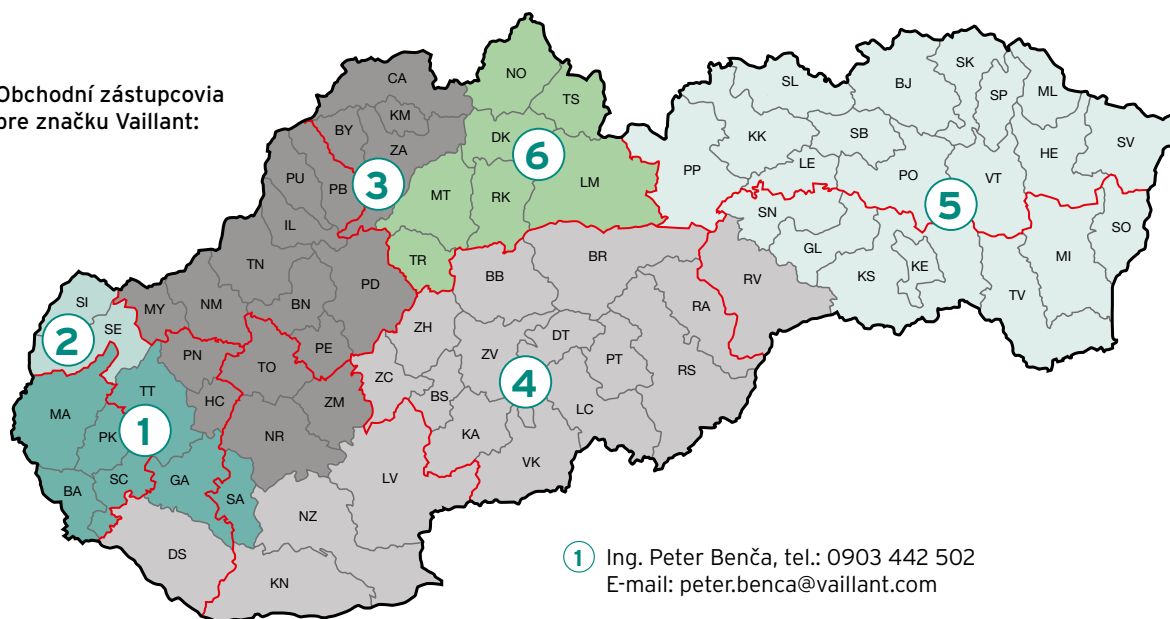 Obchodní zástupcovia
pre značku Vaillant:
CA
NO
TS
BY
KM
ZA
DK
6
PU
PB
3
MT
RK
LM
IL
TR
TN
PD
NM
BN
MY
PE
SI
SE
2
PN
TO
HC
ZM
NR
MA
TT
1
PK
SC
GA
SA
BA
DS
NZ
KN
LV
SL
BJ
SK
SP
ML
KK
SB
HE
SV
PP
LE
PO
VT
5
SN
GL
KS
KE
TV
MI
SO
BB
BR
RV
RA
ZH
DT
ZV
PT
RS
ZC
BS
4
LC
KA
VK
1 Ing. Peter Benča, tel.: 0903 442 502
E-mail: peter.benca@vaillant.com